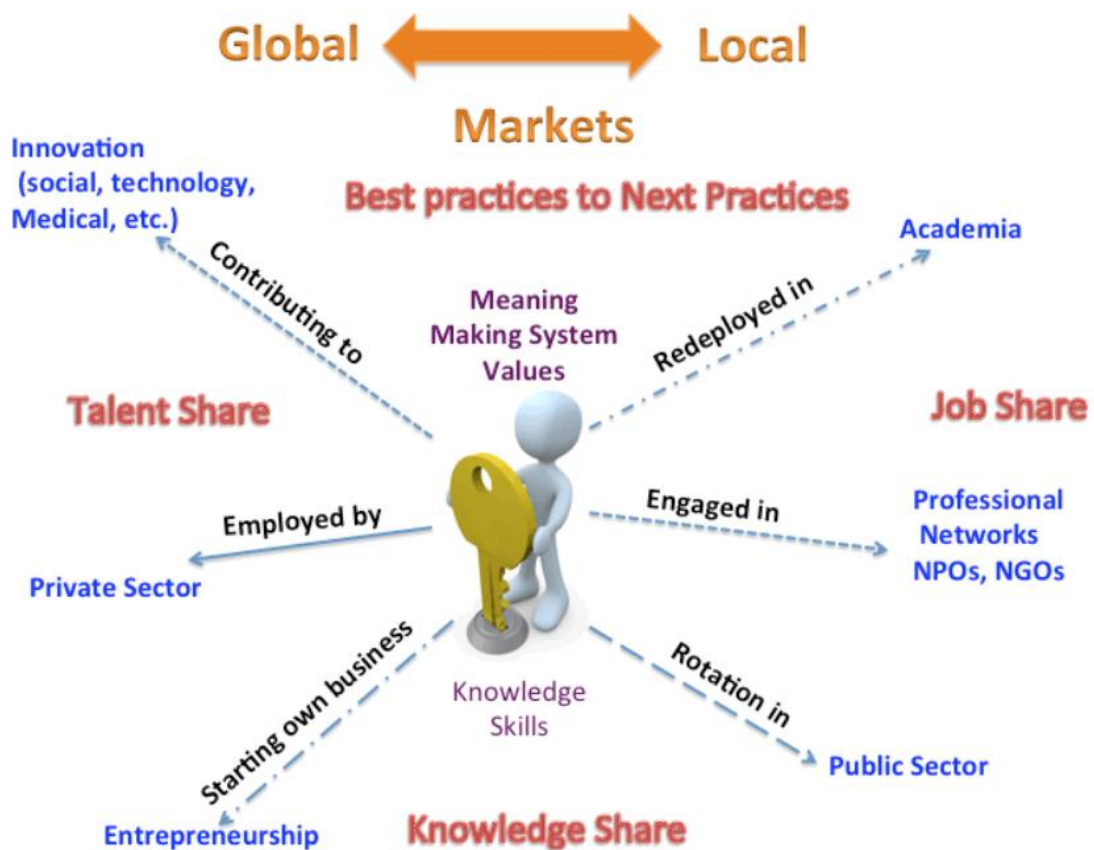 Global Local
Markets
Innovation
(social, technology,
Medical, etc.)
Best practices to Next Practices
Academia
Contributing to
Redeployed in
Meaning
Making System
Values
Talent Share
Job Share
Employed by
Engaged in
Professional
Networks
NPOs, NGOs
Private Sector
Starting own business
Rotation in
Knowledge
Skills
Public Sector
Entrepreneurship
Knowledge Share